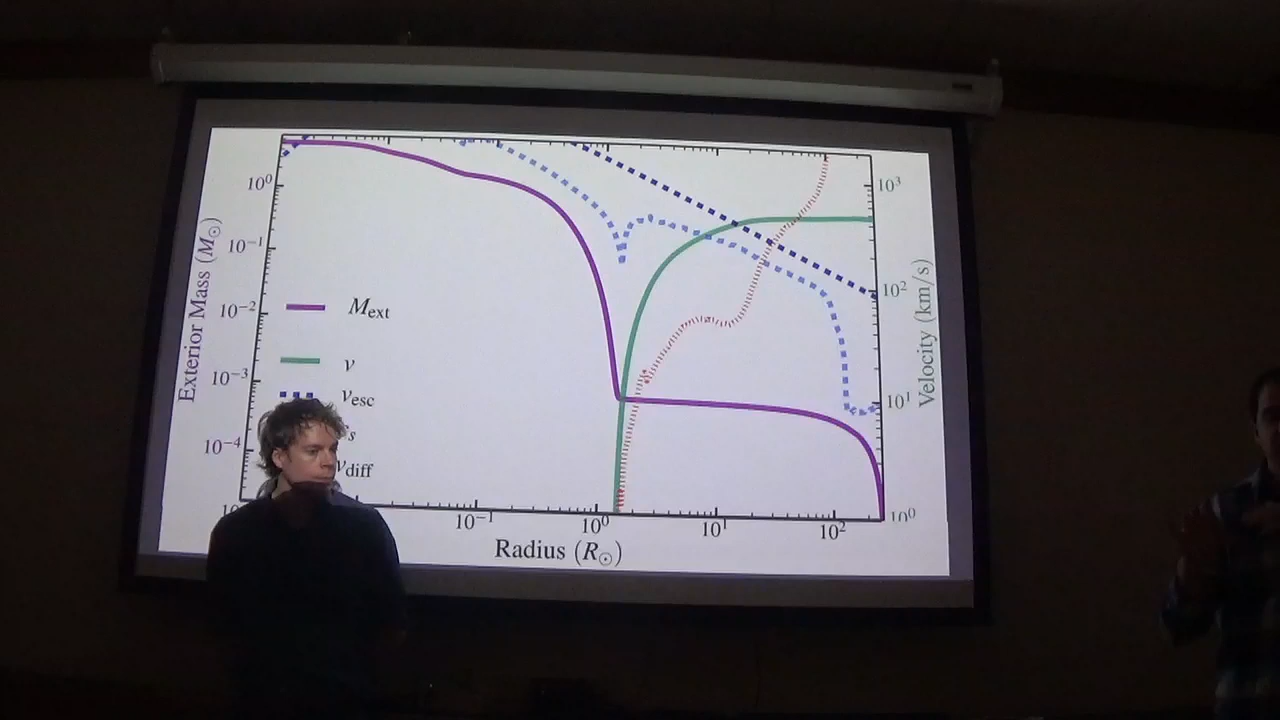 10⁰
10⁻¹
10⁻²
10⁻³
10⁻⁴
Exterior Mass (M☉)
M_ext
v
v_esc
s
v_diff
10³
10²
10¹
10⁰
Velocity (km/s)
10⁻¹
10⁰
10¹
10²
Radius (R☉)